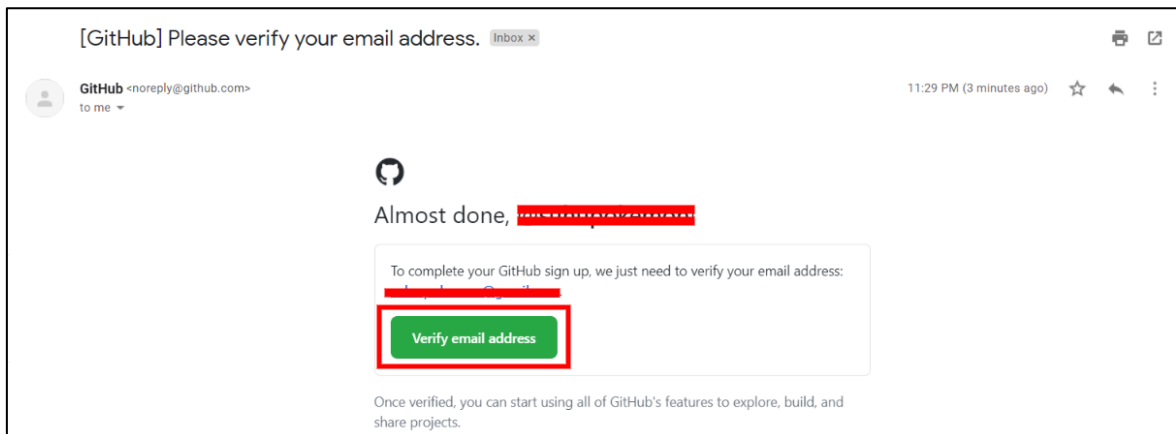 [GitHub] Please verify your email address. Inbox ×
GitHub <noreply@github.com> 11:29 PM (3 minutes ago)
to me
Almost done,
To complete your GitHub sign up, we just need to verify your email address:
Verify email address
Once verified, you can start using all of GitHub's features to explore, build, and
share projects.